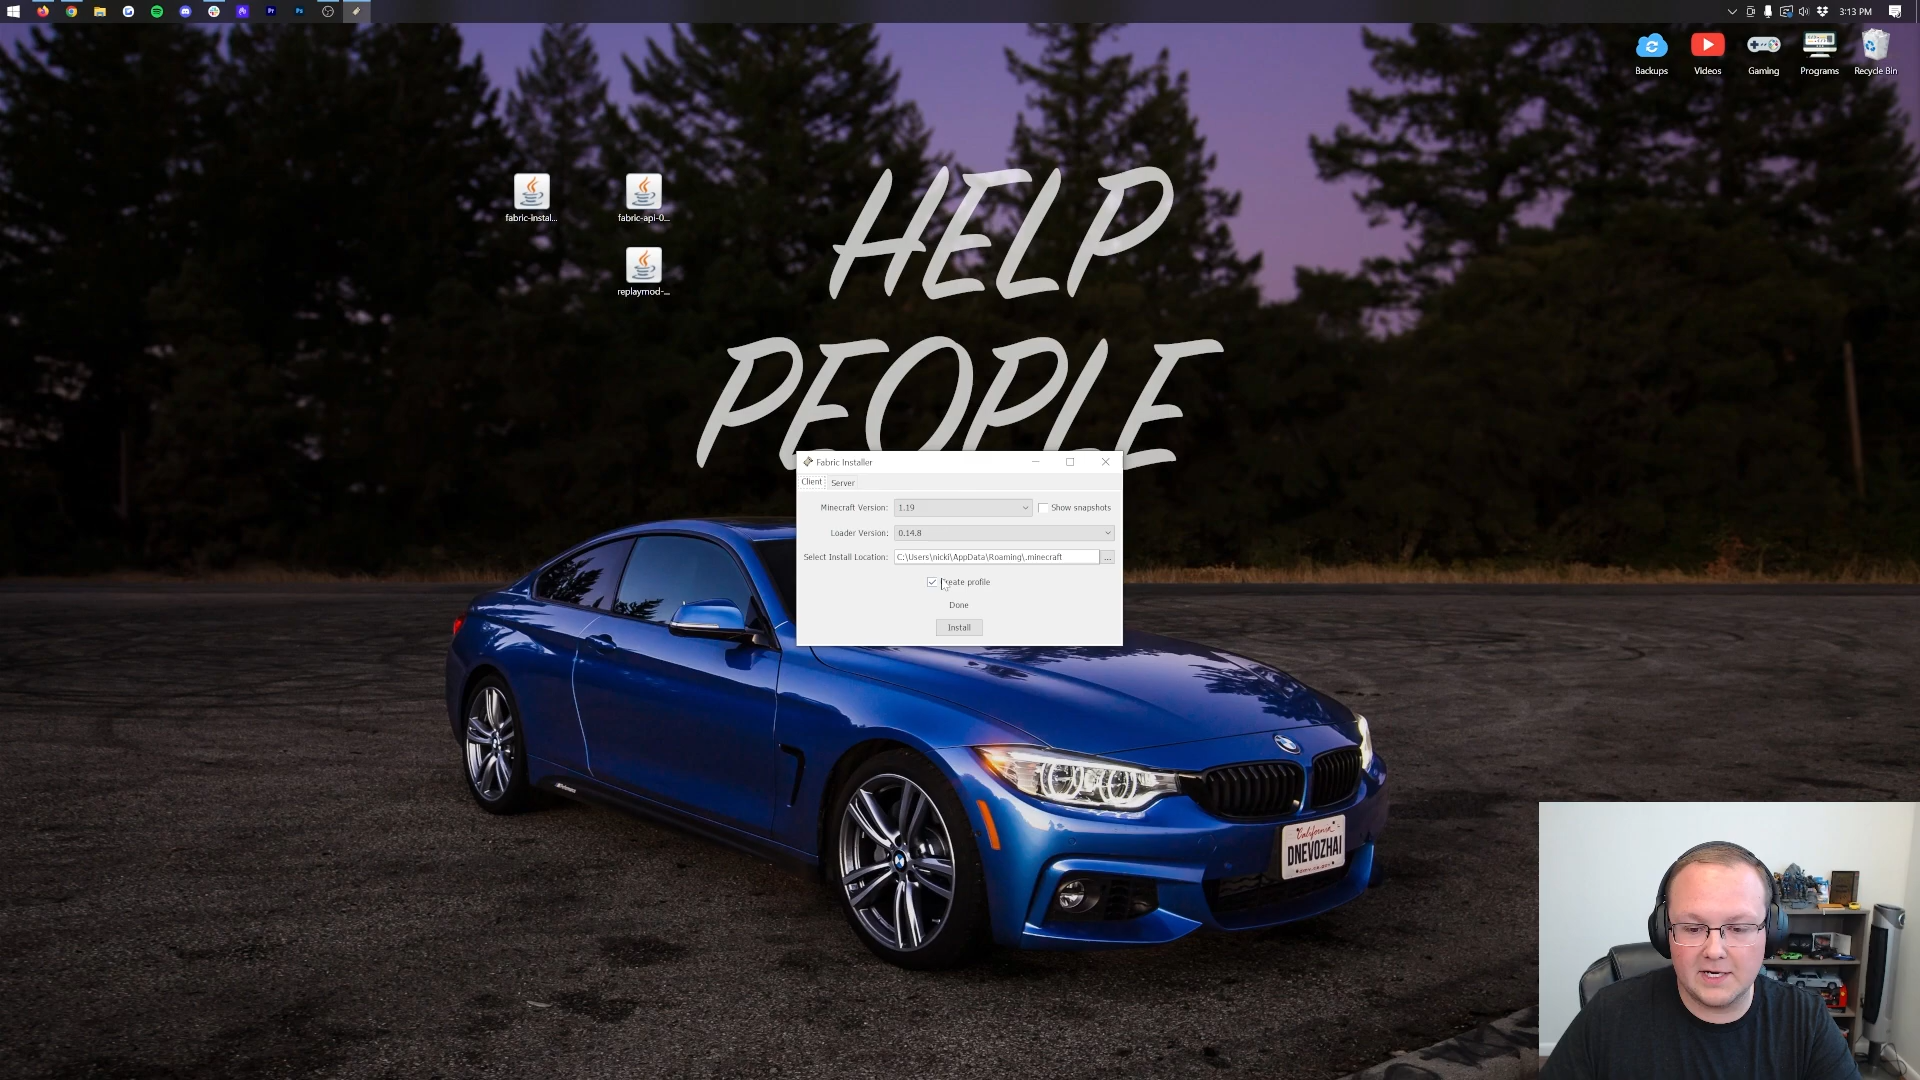 3:13 PM
Backups
Videos
Gaming
Programs
Recycle Bin
fabric-instal...
fabric-api-0...
replaymod-...
HELP
PEOPLE
Fabric Installer
Client
Server
Minecraft Version:
1.19
Show snapshots
Loader Version:
0.14.8
Select Install Location:
C:\Users\nicki\AppData\Roaming\.minecraft
...
Create profile
Done
Install
California
DNEVOZHAI